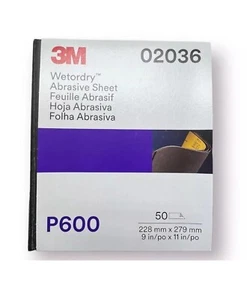 3M 02036
Wetordry™
Abrasive Sheet
Feuille Abrasif
Hoja Abrasiva
Folha Abrasiva
P600
50
228 mm x 279 mm
9 in/po x 11 in/po